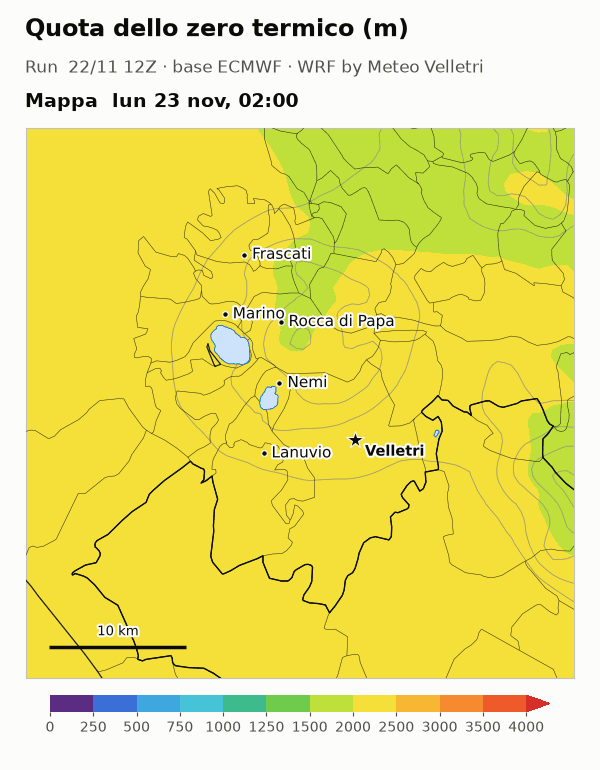 Quota dello zero termico (m)
Run  22/11 12Z · base ECMWF · WRF by Meteo Velletri
Mappa  lun 23 nov, 02:00
Frascati
Marino
Rocca di Papa
Nemi
Velletri
Lanuvio
10 km
0 250 500 750 1000 1250 1500 2000 2500 3000 3500 4000